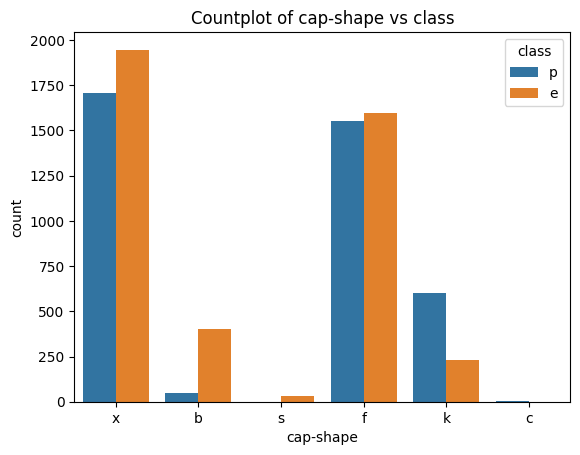 Countplot of cap-shape vs class
2000
1750
1500
1250
1000
750
500
250
0
count
class
p
e
x b s f k c
cap-shape